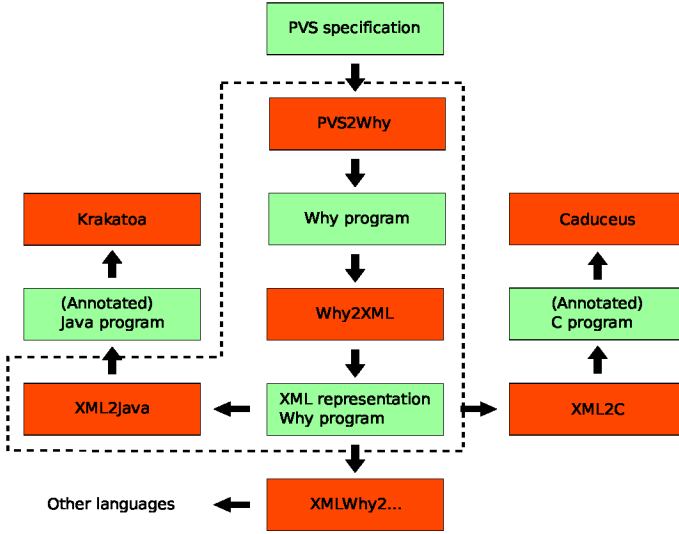 PVS specification
PVS2Why
Krakatoa
Why program
Caduceus
(Annotated)
Java program
Why2XML
(Annotated)
C program
XML2Java
XML representation
Why program
XML2C
Other languages
XMLWhy2...